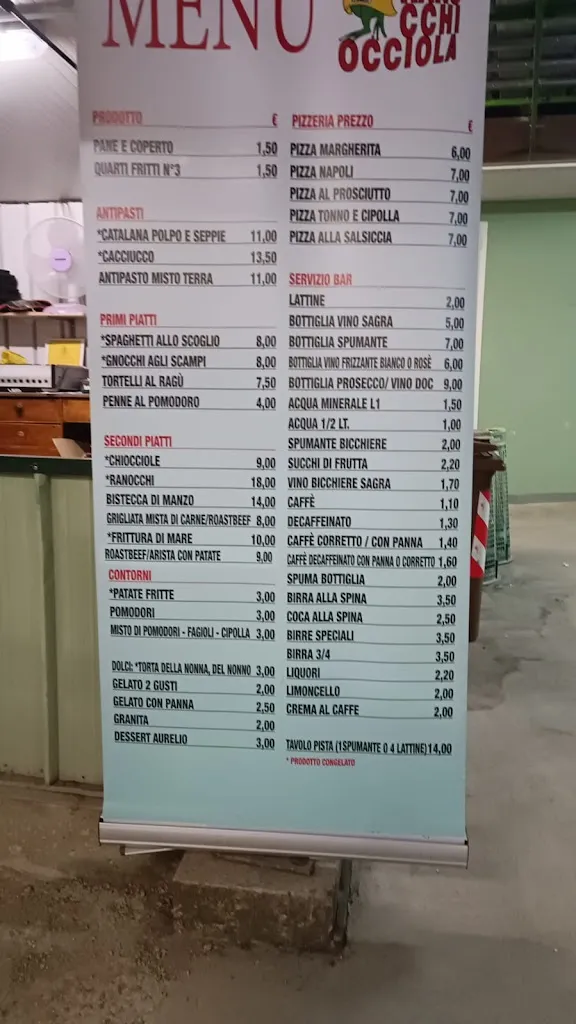 MENU
CCHI
OCCIOLA
PRODOTTO €
PANE E COPERTO 1,50
QUARTI FRITTI N°3 1,50
ANTIPASTI
*CATALANA POLPO E SEPPIE 11,00
*CACCIUCCO 13,50
ANTIPASTO MISTO TERRA 11,00
PRIMI PIATTI
*SPAGHETTI ALLO SCOGLIO 8,00
*GNOCCHI AGLI SCAMPI 8,00
TORTELLI AL RAGÙ 7,50
PENNE AL POMODORO 4,00
SECONDI PIATTI
*CHIOCCIOLE 9,00
*RANOCCHI 18,00
BISTECCA DI MANZO 14,00
GRIGLIATA MISTA DI CARNE/ROASTBEEF 8,00
*FRITTURA DI MARE 10,00
ROASTBEEF/ARISTA CON PATATE 9,00
CONTORNI
*PATATE FRITTE 3,00
POMODORI 3,00
MISTO DI POMODORI - FAGIOLI - CIPOLLA 3,00
DOLCI: *TORTA DELLA NONNA, DEL NONNO 3,00
GELATO 2 GUSTI 2,00
GELATO CON PANNA 2,50
GRANITA 2,00
DESSERT AURELIO 3,00
PIZZERIA PREZZO €
PIZZA MARGHERITA 6,00
PIZZA NAPOLI 7,00
PIZZA AL PROSCIUTTO 7,00
PIZZA TONNO E CIPOLLA 7,00
PIZZA ALLA SALSICCIA 7,00
SERVIZIO BAR
LATTINE 2,00
BOTTIGLIA VINO SAGRA 5,00
BOTTIGLIA SPUMANTE 7,00
BOTTIGLIA VINO FRIZZANTE BIANCO O ROSÈ 6,00
BOTTIGLIA PROSECCO/ VINO DOC 9,00
ACQUA MINERALE L1 1,50
ACQUA 1/2 LT. 1,00
SPUMANTE BICCHIERE 2,00
SUCCHI DI FRUTTA 2,20
VINO BICCHIERE SAGRA 1,70
CAFFÈ 1,10
DECAFFEINATO 1,30
CAFFÈ CORRETTO / CON PANNA 1,40
CAFFÈ DECAFFEINATO CON PANNA O CORRETTO 1,60
SPUMA BOTTIGLIA 2,00
BIRRA ALLA SPINA 3,50
COCA ALLA SPINA 2,50
BIRRE SPECIALI 3,50
BIRRA 3/4 3,50
LIQUORI 2,20
LIMONCELLO 2,00
CREMA AL CAFFE 2,00
TAVOLO PISTA (1SPUMANTE O 4 LATTINE) 14,00
* PRODOTTO CONGELATO